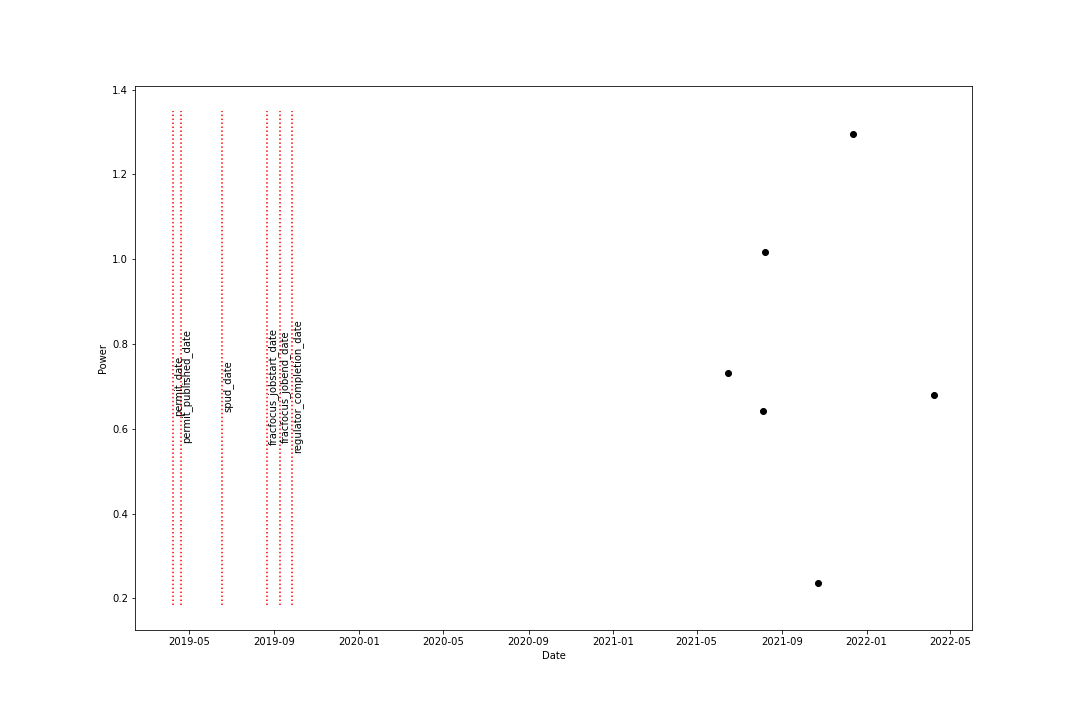 1.4
1.2
1.0
0.8
0.6
0.4
0.2
Power
permit_date
permit_published_date
spud_date
fracfocus_jobstart_date
fracfocus_jobend_date
regulator_completion_date
2019-05
2019-09
2020-01
2020-05
2020-09
2021-01
2021-05
2021-09
2022-01
2022-05
Date